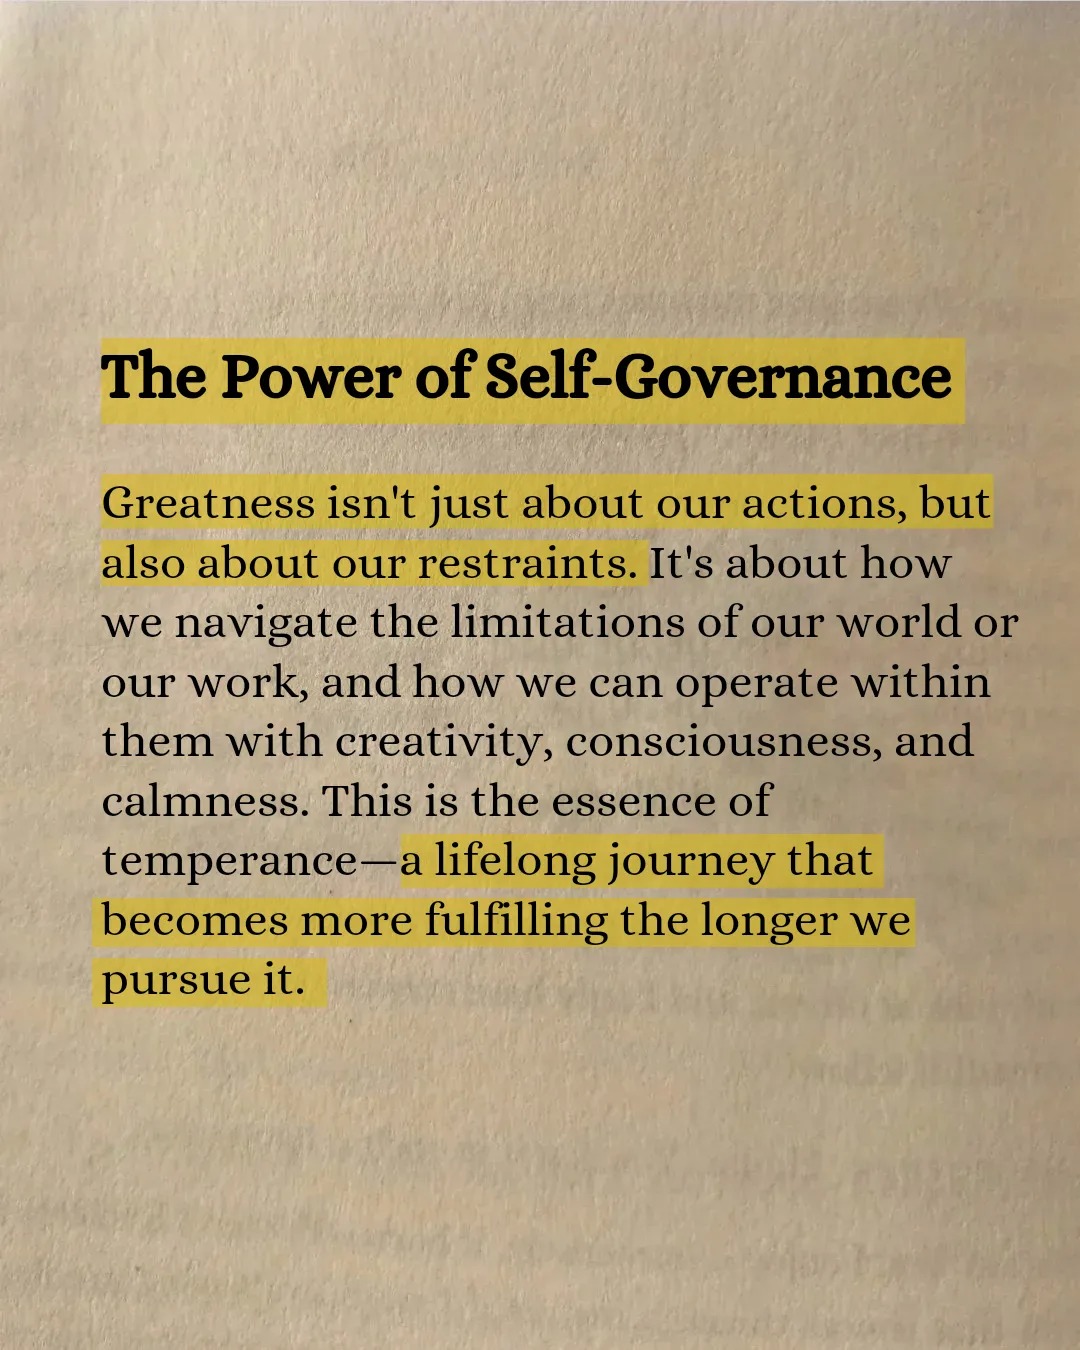 The Power of Self-Governance
Greatness isn't just about our actions, but
also about our restraints. It's about how
we navigate the limitations of our world or
our work, and how we can operate within
them with creativity, consciousness, and
calmness. This is the essence of
temperance—a lifelong journey that
becomes more fulfilling the longer we
pursue it.